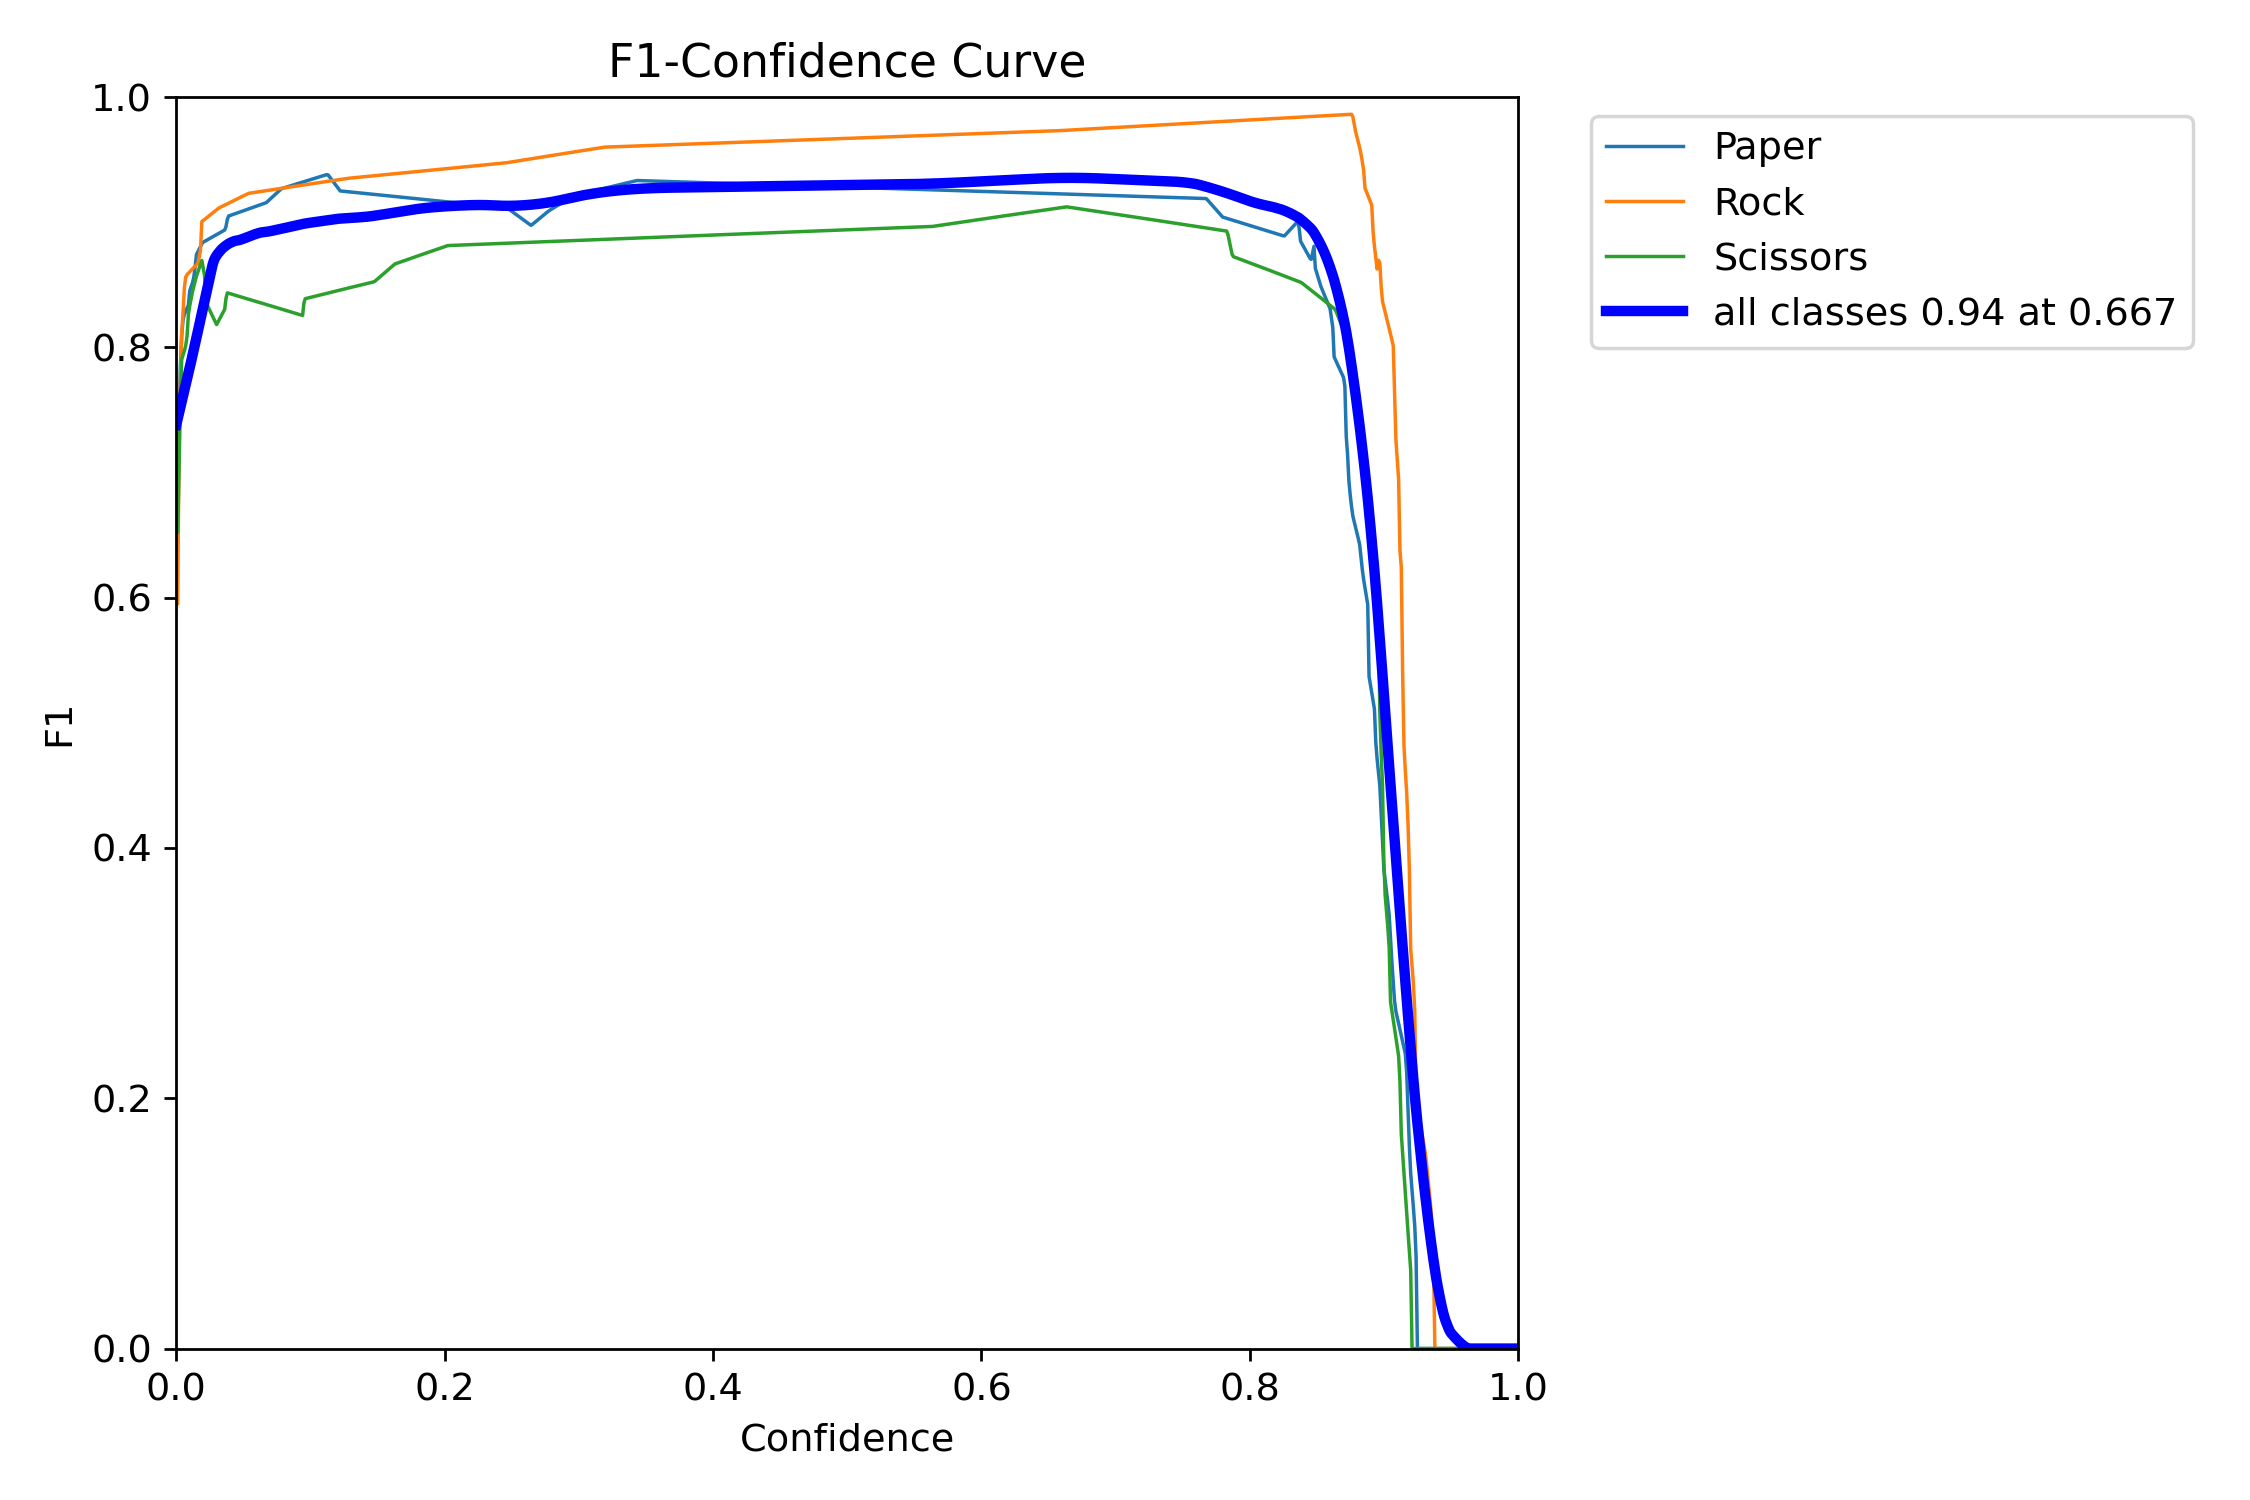 F1-Confidence Curve
1.0
0.8
0.6
0.4
0.2
0.0
F1
0.0 0.2 0.4 0.6 0.8 1.0
Confidence
Paper
Rock
Scissors
all classes 0.94 at 0.667